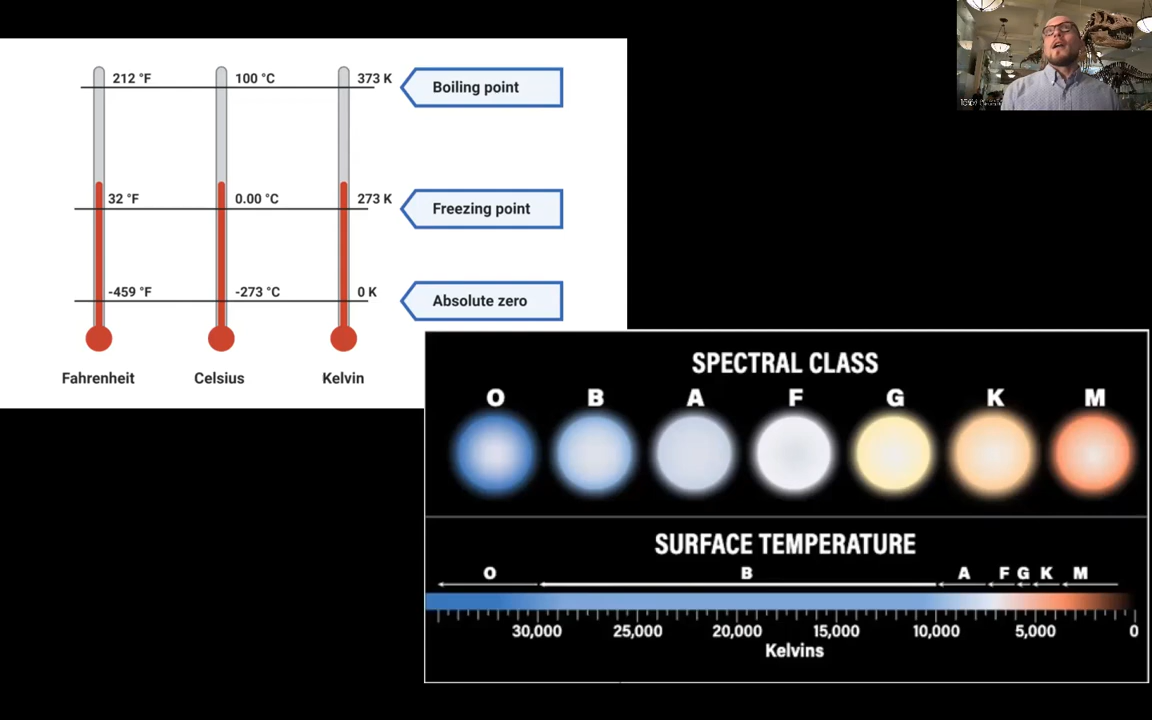 212 °F 100 °C 373 K Boiling point
32 °F 0.00 °C 273 K Freezing point
-459 °F -273 °C 0 K Absolute zero
Fahrenheit Celsius Kelvin
SPECTRAL CLASS
O B A F G K M
SURFACE TEMPERATURE
O B A F G K M
30,000 25,000 20,000 15,000 10,000 5,000 0
Kelvins